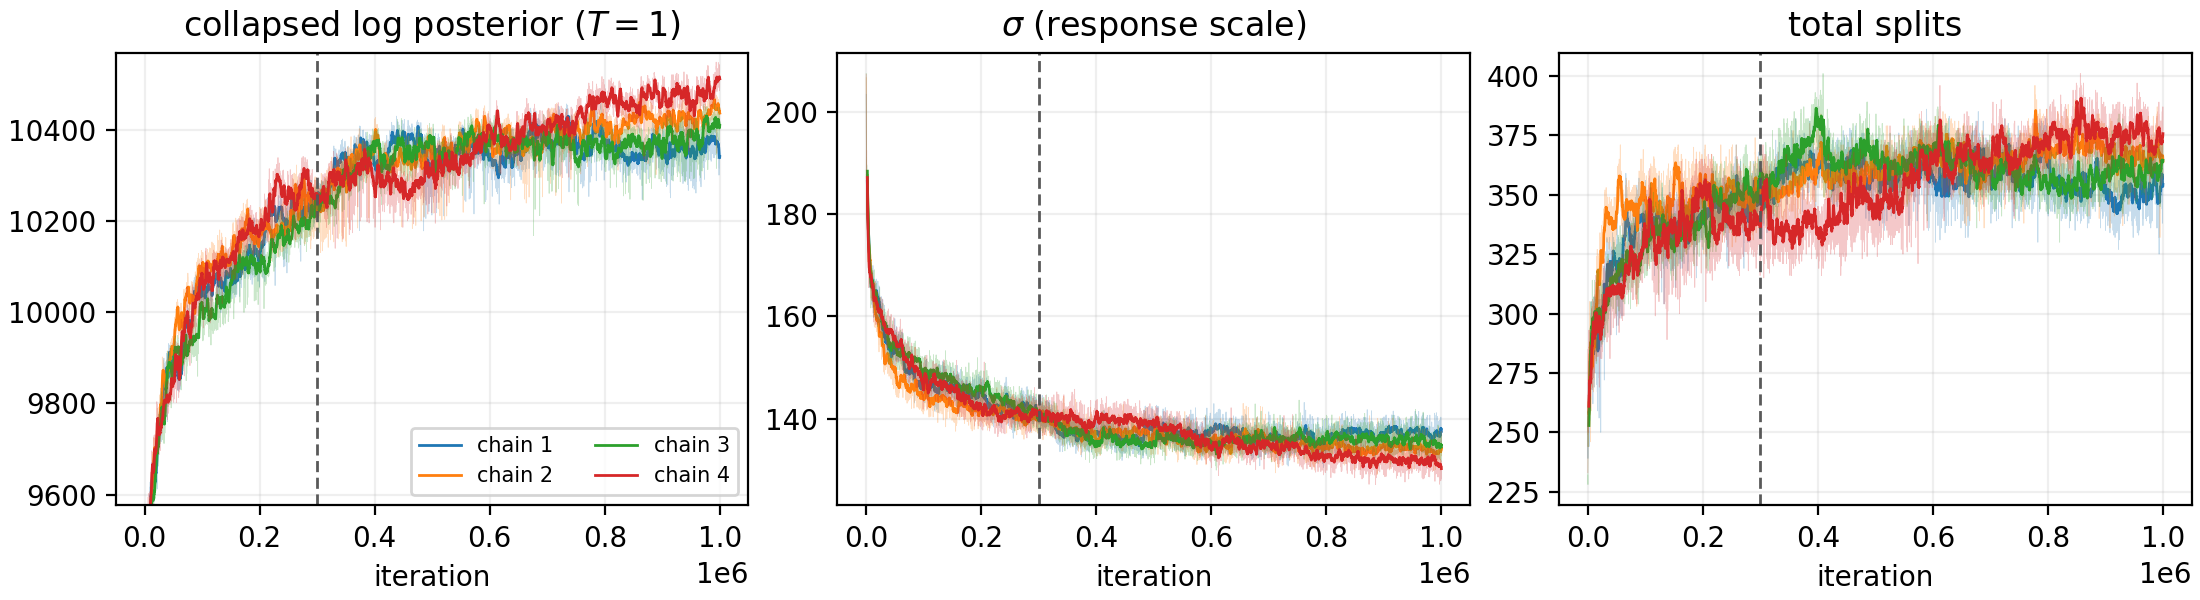 collapsed log posterior (T = 1)
10400
10200
10000
9800
9600
chain 1
chain 2
chain 3
chain 4
0.0 0.2 0.4 0.6 0.8 1.0
iteration
1e6
σ (response scale)
200
180
160
140
0.0 0.2 0.4 0.6 0.8 1.0
iteration
1e6
total splits
400
375
350
325
300
275
250
225
0.0 0.2 0.4 0.6 0.8 1.0
iteration
1e6